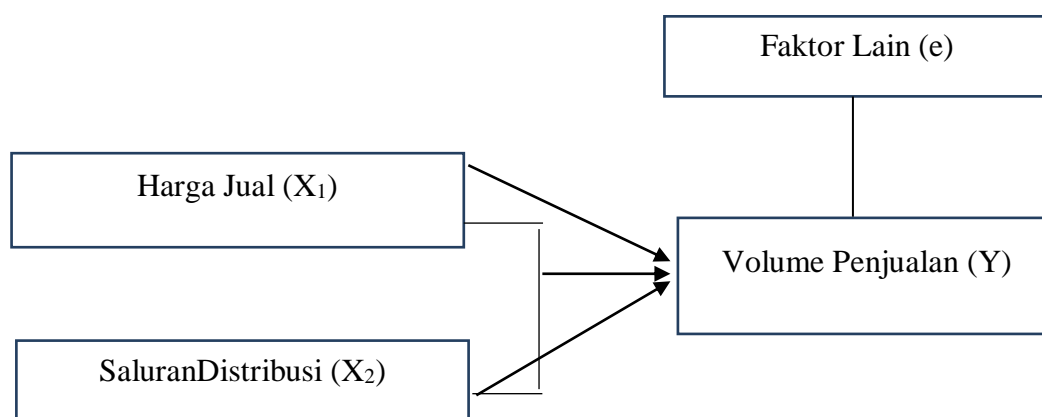 Faktor Lain (e)
Harga Jual (X₁)
Volume Penjualan (Y)
SaluranDistribusi (X₂)